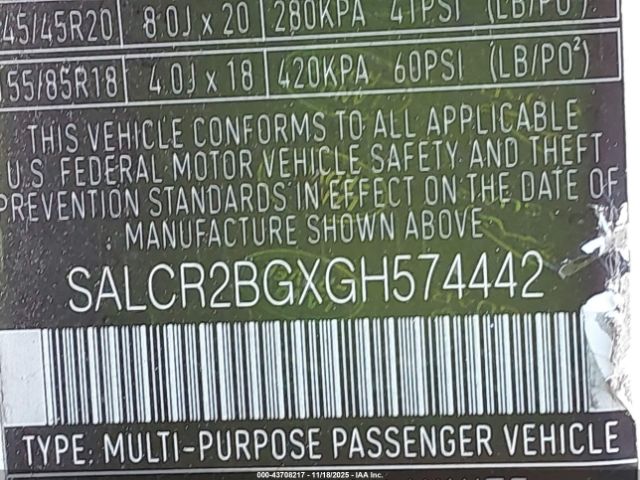 45/45R20 8.0J x 20 280KPA 41PSI (LB/PO²)
155/85R18 4.0J x 18 420KPA 60PSI (LB/PO²)
THIS VEHICLE CONFORMS TO ALL APPLICABLE
U.S FEDERAL MOTOR VEHICLE SAFETY AND THEFT
PREVENTION STANDARDS IN EFFECT ON THE DATE OF
MANUFACTURE SHOWN ABOVE
SALCR2BGXGH574442
TYPE: MULTI-PURPOSE PASSENGER VEHICLE
000-43708217 - 11/18/2025 - IAA Inc.